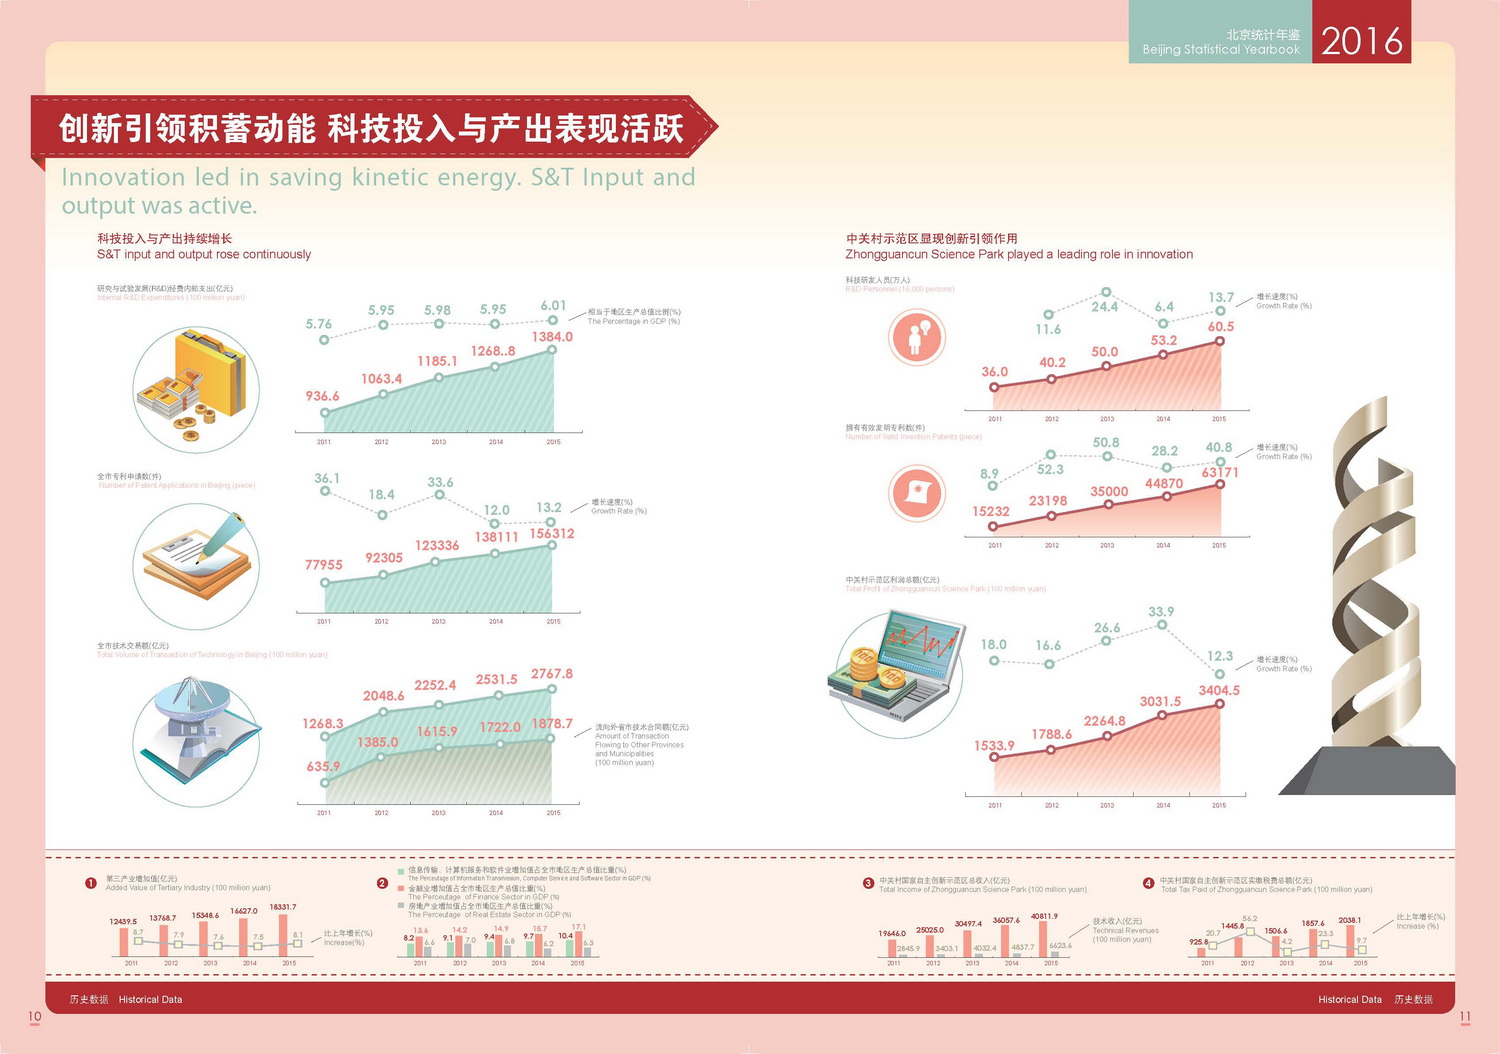 北京统计年鉴
Beijing Statistical Yearbook
2016
创新引领积蓄动能 科技投入与产出表现活跃
Innovation led in saving kinetic energy. S&T Input and
output was active.
科技投入与产出持续增长
S&T input and output rose continuously
研究与试验发展(R&D)经费内部支出(亿元)
Internal R&D Expenditures (100 million yuan)
5.76 5.95 5.98 5.95 6.01
相当于地区生产总值比例(%)
The Percentage in GDP (%)
936.6 1063.4 1185.1 1268..8 1384.0
2011 2012 2013 2014 2015
全市专利申请数(件)
Number of Patent Applications in Beijing (piece)
36.1 18.4 33.6 12.0 13.2
增长速度(%)
Growth Rate (%)
77955 92305 123336 138111 156312
2011 2012 2013 2014 2015
全市技术交易额(亿元)
Total Volume of Transaction of Technology in Beijing (100 million yuan)
1268.3 2048.6 2252.4 2531.5 2767.8
635.9 1385.0 1615.9 1722.0 1878.7
流向外省市技术合同额(亿元)
Amount of Transaction
Flowing to Other Provinces
and Municipalities
(100 million yuan)
2011 2012 2013 2014 2015
中关村示范区显现创新引领作用
Zhongguancun Science Park played a leading role in innovation
科技研发人员(万人)
R&D Personnel (10,000 persons)
11.6 24.4 6.4 13.7
增长速度(%)
Growth Rate (%)
36.0 40.2 50.0 53.2 60.5
2011 2012 2013 2014 2015
拥有有效发明专利数(件)
Number of Valid Invention Patents (piece)
8.9 52.3 50.8 28.2 40.8
增长速度(%)
Growth Rate (%)
15232 23198 35000 44870 63171
2011 2012 2013 2014 2015
中关村示范区利润总额(亿元)
Total Profit of Zhongguancun Science Park (100 million yuan)
18.0 16.6 26.6 33.9 12.3
增长速度(%)
Growth Rate (%)
1533.9 1788.6 2264.8 3031.5 3404.5
2011 2012 2013 2014 2015
1
第三产业增加值(亿元)
Added Value of Tertiary Industry (100 million yuan)
12439.5 13768.7 15348.6 16627.0 18331.7
8.7 7.9 7.6 7.5 8.1
比上年增长(%)
Increase(%)
2011 2012 2013 2014 2015
2
信息传输、计算机服务和软件业增加值占全市地区生产总值比重(%)
The Percentage of Information Transmission, Computer Service and Software Sector in GDP (%)
金融业增加值占全市地区生产总值比重(%)
The Perceutage of Finance Sector in GDP (%)
房地产业增加值占全市地区生产总值比重(%)
The Perceutage of Real Estate Sector in GDP (%)
8.2 13.6 6.6 9.1 14.2 7.0 9.4 14.9 6.8 9.7 15.7 6.2 10.4 17.1 6.3
2011 2012 2013 2014 2015
3
中关村国家自主创新示范区总收入(亿元)
Total Income of Zhongguancun Science Park (100 million yuan)
19646.0 25025.0 30497.4 36057.6 40811.9
2845.9 3403.1 4032.4 4837.7 6623.6
技术收入(亿元)
Technical Revenues
(100 million yuan)
2011 2012 2013 2014 2015
4
中关村国家自主创新示范区实缴税费总额(亿元)
Total Tax Paid of Zhongguancun Science Park (100 million yuan)
925.8 1445.8 1506.6 1857.6 2038.1
20.7 56.2 4.2 23.3 9.7
比上年增长(%)
Increase (%)
2011 2012 2013 2014 2015
历史数据 Historical Data
Historical Data 历史数据
10
11